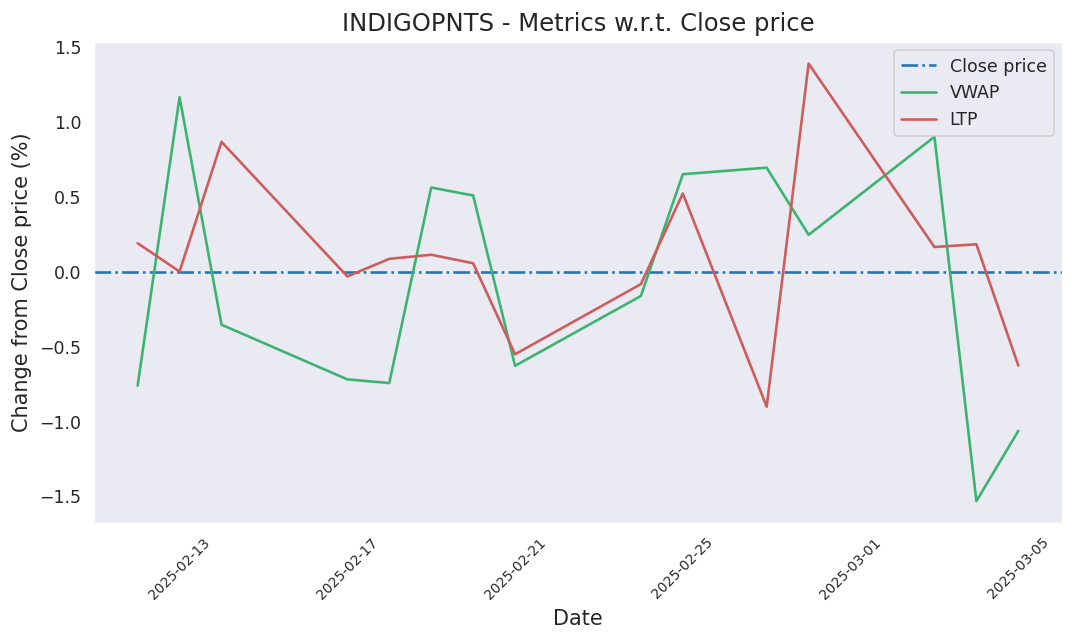 INDIGOPNTS - Metrics w.r.t. Close price
Close price
VWAP
LTP
Change from Close price (%)
1.5
1.0
0.5
0.0
−0.5
−1.0
−1.5
2025-02-13
2025-02-17
2025-02-21
2025-02-25
2025-03-01
2025-03-05
Date